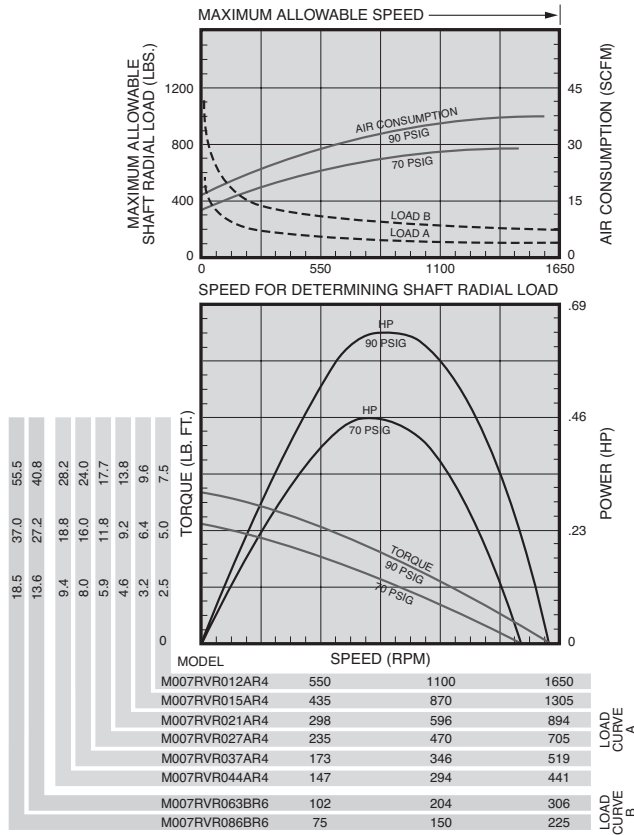 MAXIMUM ALLOWABLE SPEED
MAXIMUM ALLOWABLE
SHAFT RADIAL LOAD (LBS.)
1200
800
400
0
AIR CONSUMPTION
90 PSIG
70 PSIG
LOAD B
LOAD A
45
30
15
0
AIR CONSUMPTION (SCFM)
0 550 1100 1650
SPEED FOR DETERMINING SHAFT RADIAL LOAD
TORQUE (LB. FT.)
55.5 40.8 28.2 24.0 17.7 13.8 9.6 7.5
37.0 27.2 18.8 16.0 11.8 9.2 6.4 5.0
18.5 13.6 9.4 8.0 5.9 4.6 3.2 2.5
0
HP
90 PSIG
HP
70 PSIG
TORQUE
90 PSIG
70 PSIG
.69
.46
.23
0
POWER (HP)
MODEL SPEED (RPM)
M007RVR012AR4 550 1100 1650
M007RVR015AR4 435 870 1305
M007RVR021AR4 298 596 894
M007RVR027AR4 235 470 705
M007RVR037AR4 173 346 519
M007RVR044AR4 147 294 441
LOAD
CURVE
A
M007RVR063BR6 102 204 306
M007RVR086BR6 75 150 225
LOAD
CURVE
B